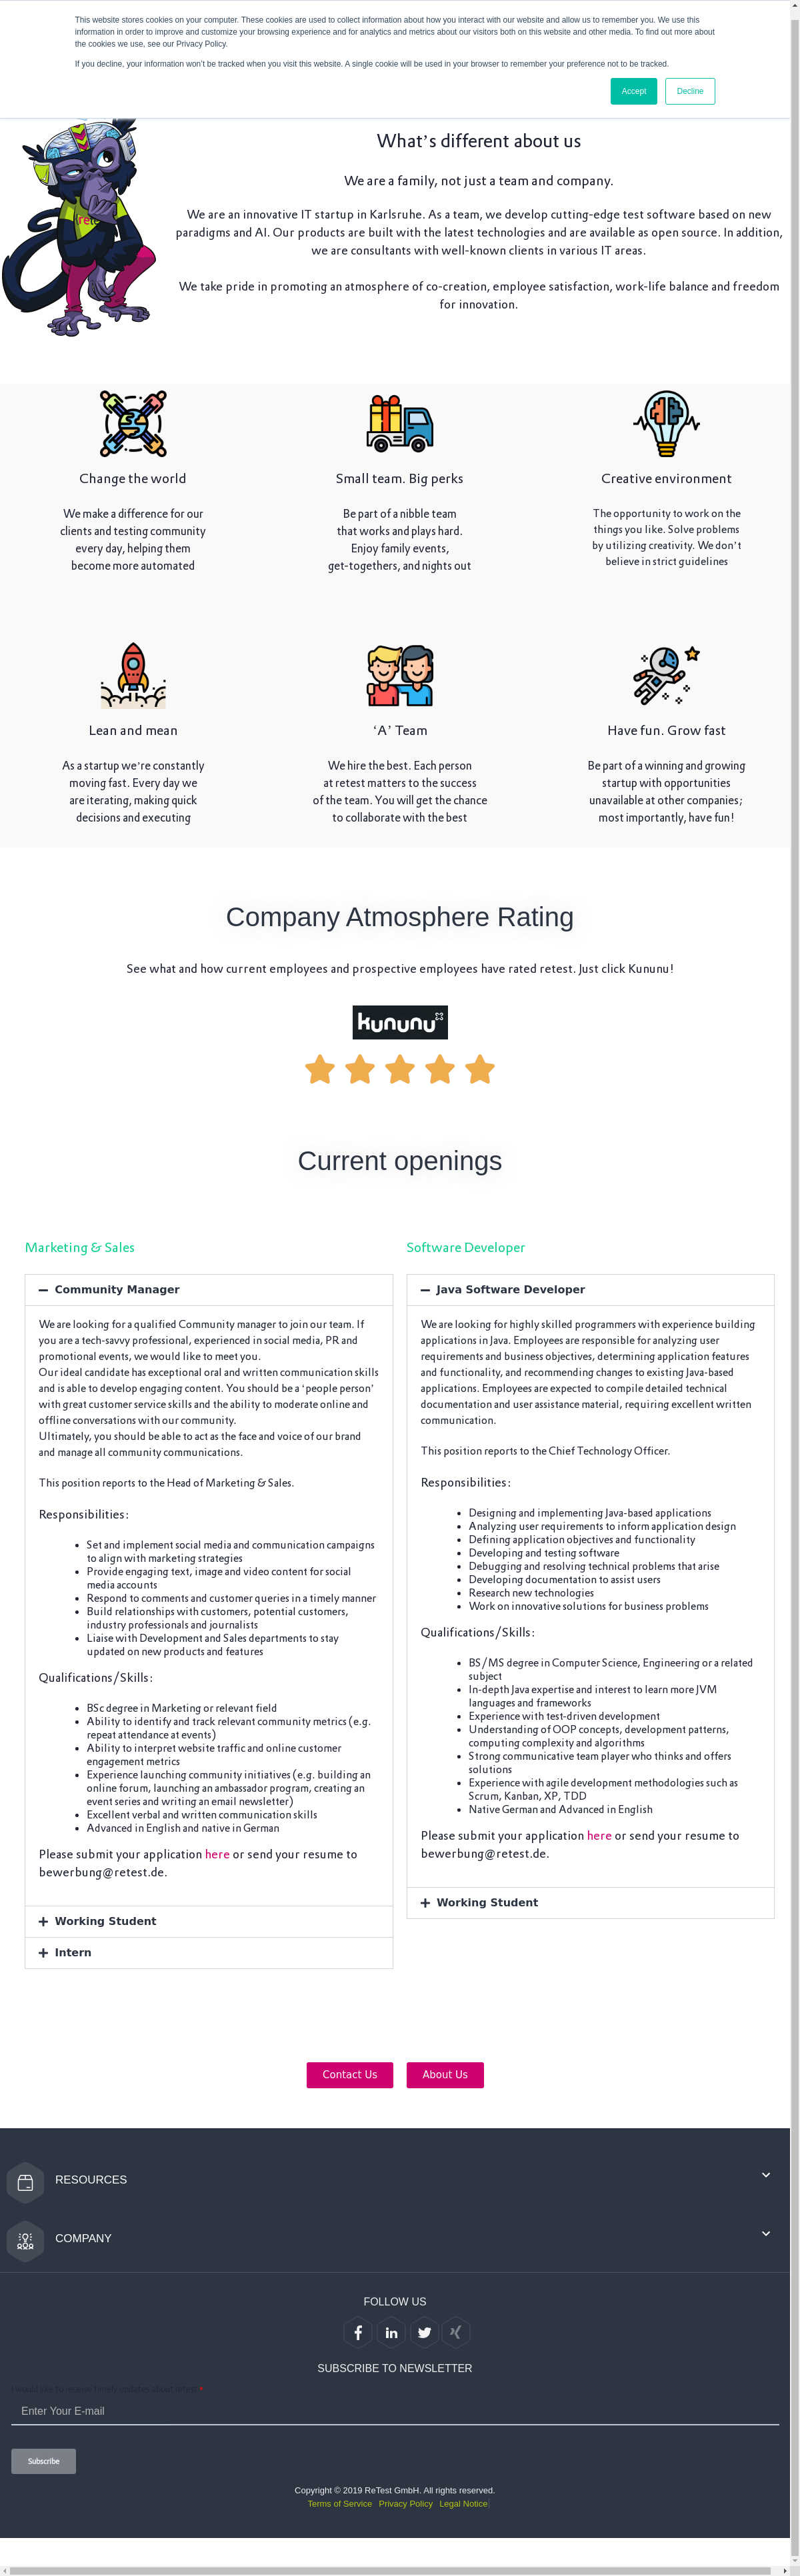 This website stores cookies on your computer. These cookies are used to collect information about how you interact with our website and allow us to remember you. We use this
information in order to improve and customize your browsing experience and for analytics and metrics about our visitors both on this website and other media. To find out more about
the cookies we use, see our Privacy Policy.
If you decline, your information won't be tracked when you visit this website. A single cookie will be used in your browser to remember your preference not to be tracked.
Accept
Decline
What's different about us
We are a family, not just a team and company.
We are an innovative IT startup in Karlsruhe. As a team, we develop cutting-edge test software based on new
paradigms and AI. Our products are built with the latest technologies and are available as open source. In addition,
we are consultants with well-known clients in various IT areas.
We take pride in promoting an atmosphere of co-creation, employee satisfaction, work-life balance and freedom
for innovation.
Change the world
We make a difference for our
clients and testing community
every day, helping them
become more automated
Small team. Big perks
Be part of a nibble team
that works and plays hard.
Enjoy family events,
get-togethers, and nights out
Creative environment
The opportunity to work on the
things you like. Solve problems
by utilizing creativity. We don't
believe in strict guidelines
Lean and mean
As a startup we're constantly
moving fast. Every day we
are iterating, making quick
decisions and executing
‘A’ Team
We hire the best. Each person
at retest matters to the success
of the team. You will get the chance
to collaborate with the best
Have fun. Grow fast
Be part of a winning and growing
startup with opportunities
unavailable at other companies;
most importantly, have fun!
Company Atmosphere Rating
See what and how current employees and prospective employees have rated retest. Just click Kununu!
kununu
Current openings
Marketing & Sales
Community Manager
We are looking for a qualified Community manager to join our team. If
you are a tech-savvy professional, experienced in social media, PR and
promotional events, we would like to meet you.
Our ideal candidate has exceptional oral and written communication skills
and is able to develop engaging content. You should be a ‘people person’
with great customer service skills and the ability to moderate online and
offline conversations with our community.
Ultimately, you should be able to act as the face and voice of our brand
and manage all community communications.
This position reports to the Head of Marketing & Sales.
Responsibilities:
• Set and implement social media and communication campaigns
to align with marketing strategies
• Provide engaging text, image and video content for social
media accounts
• Respond to comments and customer queries in a timely manner
• Build relationships with customers, potential customers,
industry professionals and journalists
• Liaise with Development and Sales departments to stay
updated on new products and features
Qualifications/Skills:
• BSc degree in Marketing or relevant field
• Ability to identify and track relevant community metrics (e.g.
repeat attendance at events)
• Ability to interpret website traffic and online customer
engagement metrics
• Experience launching community initiatives (e.g. building an
online forum, launching an ambassador program, creating an
event series and writing an email newsletter)
• Excellent verbal and written communication skills
• Advanced in English and native in German
Please submit your application here or send your resume to
bewerbung@retest.de.
Working Student
Intern
Software Developer
Java Software Developer
We are looking for highly skilled programmers with experience building
applications in Java. Employees are responsible for analyzing user
requirements and business objectives, determining application features
and functionality, and recommending changes to existing Java-based
applications. Employees are expected to compile detailed technical
documentation and user assistance material, requiring excellent written
communication.
This position reports to the Chief Technology Officer.
Responsibilities:
• Designing and implementing Java-based applications
• Analyzing user requirements to inform application design
• Defining application objectives and functionality
• Developing and testing software
• Debugging and resolving technical problems that arise
• Developing documentation to assist users
• Research new technologies
• Work on innovative solutions for business problems
Qualifications/Skills:
• BS/MS degree in Computer Science, Engineering or a related
subject
• In-depth Java expertise and interest to learn more JVM
languages and frameworks
• Experience with test-driven development
• Understanding of OOP concepts, development patterns,
computing complexity and algorithms
• Strong communicative team player who thinks and offers
solutions
• Experience with agile development methodologies such as
Scrum, Kanban, XP, TDD
• Native German and Advanced in English
Please submit your application here or send your resume to
bewerbung@retest.de.
Working Student
Contact Us
About Us
RESOURCES
COMPANY
FOLLOW US
SUBSCRIBE TO NEWSLETTER
I would like to receive timely updates about retest *
Enter Your E-mail
Subscribe
Copyright © 2019 ReTest GmbH. All rights reserved.
Terms of Service Privacy Policy Legal Notice